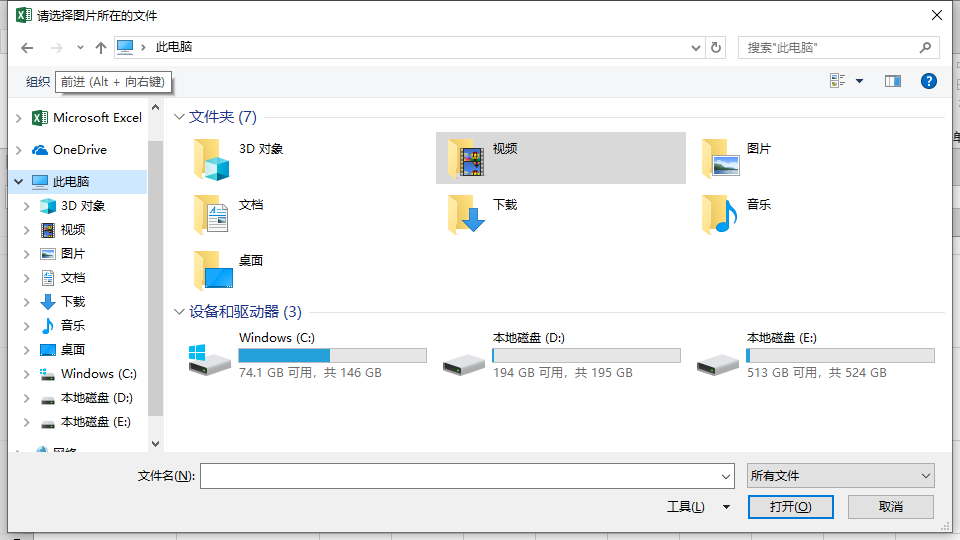 请选择图片所在的文件
此电脑
搜索"此电脑"
组织
前进 (Alt + 向右键)
Microsoft Excel
OneDrive
此电脑
3D 对象
视频
图片
文档
下载
音乐
桌面
Windows (C:)
本地磁盘 (D:)
本地磁盘 (E:)
网络
文件夹 (7)
3D 对象
视频
图片
文档
下载
音乐
桌面
设备和驱动器 (3)
Windows (C:)
74.1 GB 可用，共 146 GB
本地磁盘 (D:)
194 GB 可用，共 195 GB
本地磁盘 (E:)
513 GB 可用，共 524 GB
文件名(N):
所有文件
工具(L)
打开(O)
取消